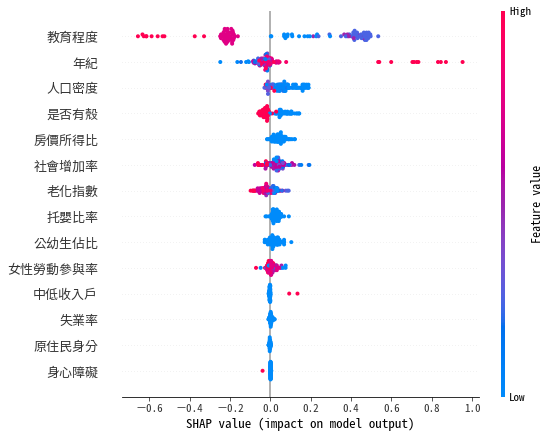 High
教育程度
年紀
人口密度
是否有殼
房價所得比
社會增加率
老化指數
托嬰比率
公幼生佔比
女性勞動參與率
中低收入戶
失業率
原住民身分
身心障礙
Feature value
Low
−0.6 −0.4 −0.2 0.0 0.2 0.4 0.6 0.8 1.0
SHAP value (impact on model output)